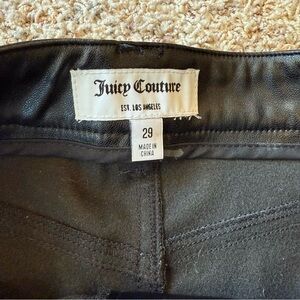 Juicy Couture
EST. LOS ANGELES
29
MADE IN
CHINA